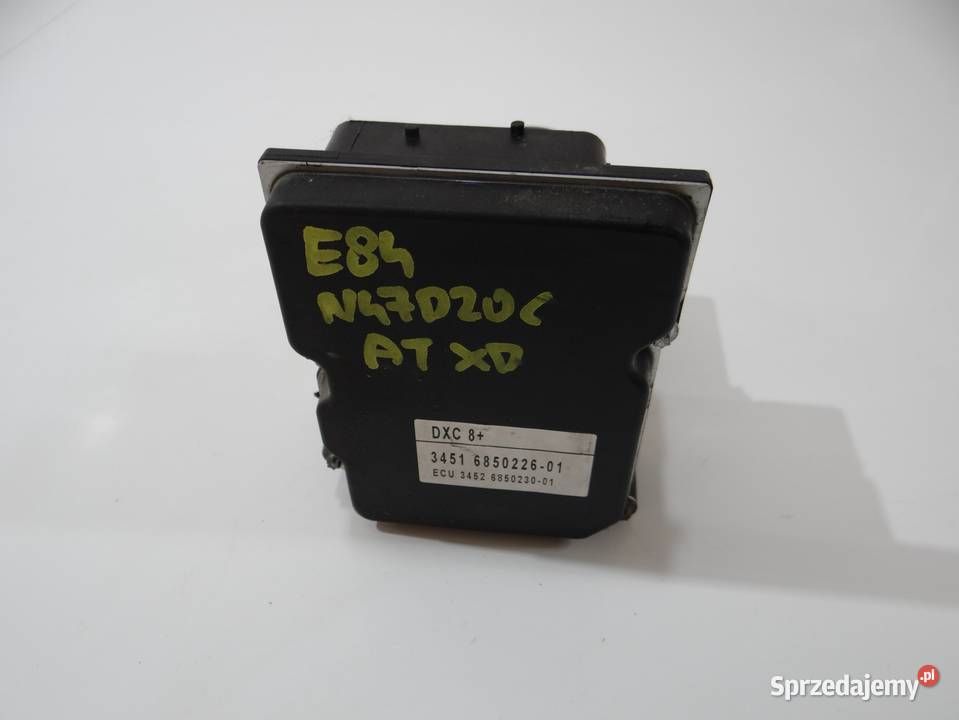 E84
N47D20C
AT XD
DXC 8+
3451 6850226-01
ECU 3452 6850230-01
Sprzedajemy.pl